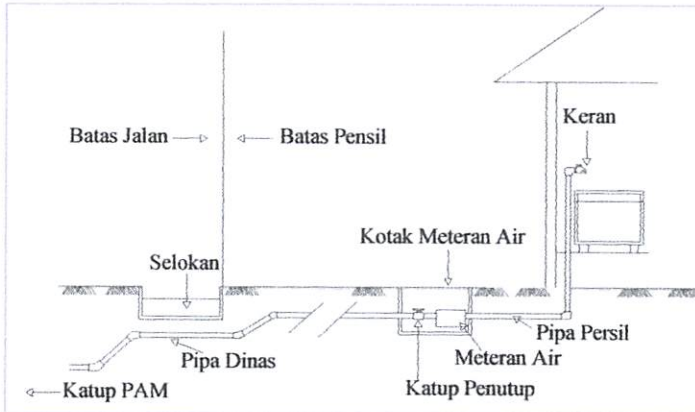 Batas Jalan
Batas Pensil
Keran
Kotak Meteran Air
Selokan
Pipa Persil
Pipa Dinas
Meteran Air
Katup PAM
Katup Penutup